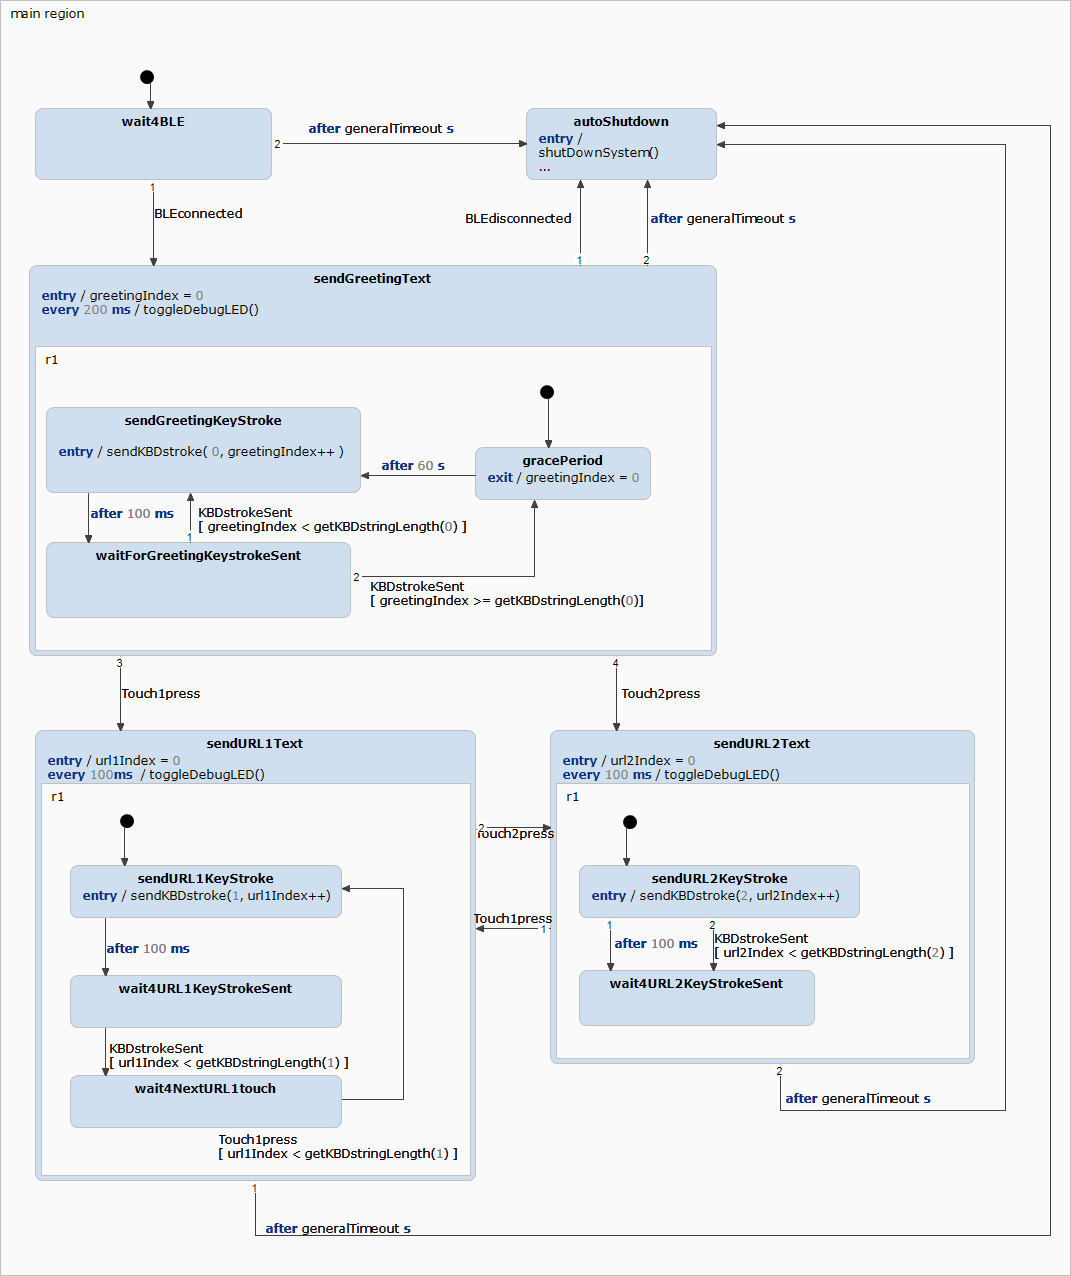 main region
wait4BLE
autoShutdown
entry /
shutDownSystem()
...
2
after generalTimeout s
1
BLEconnected
BLEdisconnected
1
after generalTimeout s
2
sendGreetingText
entry / greetingIndex = 0
every 200 ms / toggleDebugLED()
r1
sendGreetingKeyStroke
entry / sendKBDstroke( 0, greetingIndex++ )
gracePeriod
exit / greetingIndex = 0
after 60 s
after 100 ms
KBDstrokeSent
[ greetingIndex < getKBDstringLength(0) ]
1
waitForGreetingKeystrokeSent
2
KBDstrokeSent
[ greetingIndex >= getKBDstringLength(0)]
3
Touch1press
4
Touch2press
sendURL1Text
entry / url1Index = 0
every 100ms / toggleDebugLED()
r1
sendURL1KeyStroke
entry / sendKBDstroke(1, url1Index++)
after 100 ms
wait4URL1KeyStrokeSent
KBDstrokeSent
[ url1Index < getKBDstringLength(1) ]
wait4NextURL1touch
Touch1press
[ url1Index < getKBDstringLength(1) ]
2
Touch2press
Touch1press
1
sendURL2Text
entry / url2Index = 0
every 100 ms / toggleDebugLED()
r1
sendURL2KeyStroke
entry / sendKBDstroke(2, url2Index++)
1
after 100 ms
2
KBDstrokeSent
[ url2Index < getKBDstringLength(2) ]
wait4URL2KeyStrokeSent
2
after generalTimeout s
1
after generalTimeout s